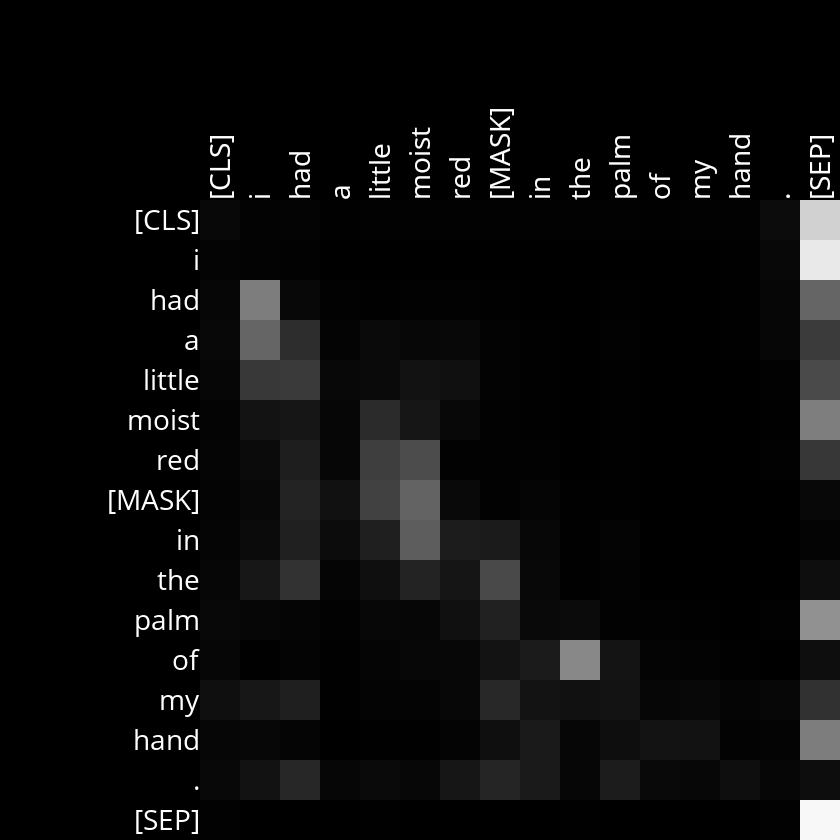 [CLS] i had a little moist red [MASK] in the palm of my hand . [SEP]
[CLS]
i
had
a
little
moist
red
[MASK]
in
the
palm
of
my
hand
.
[SEP]